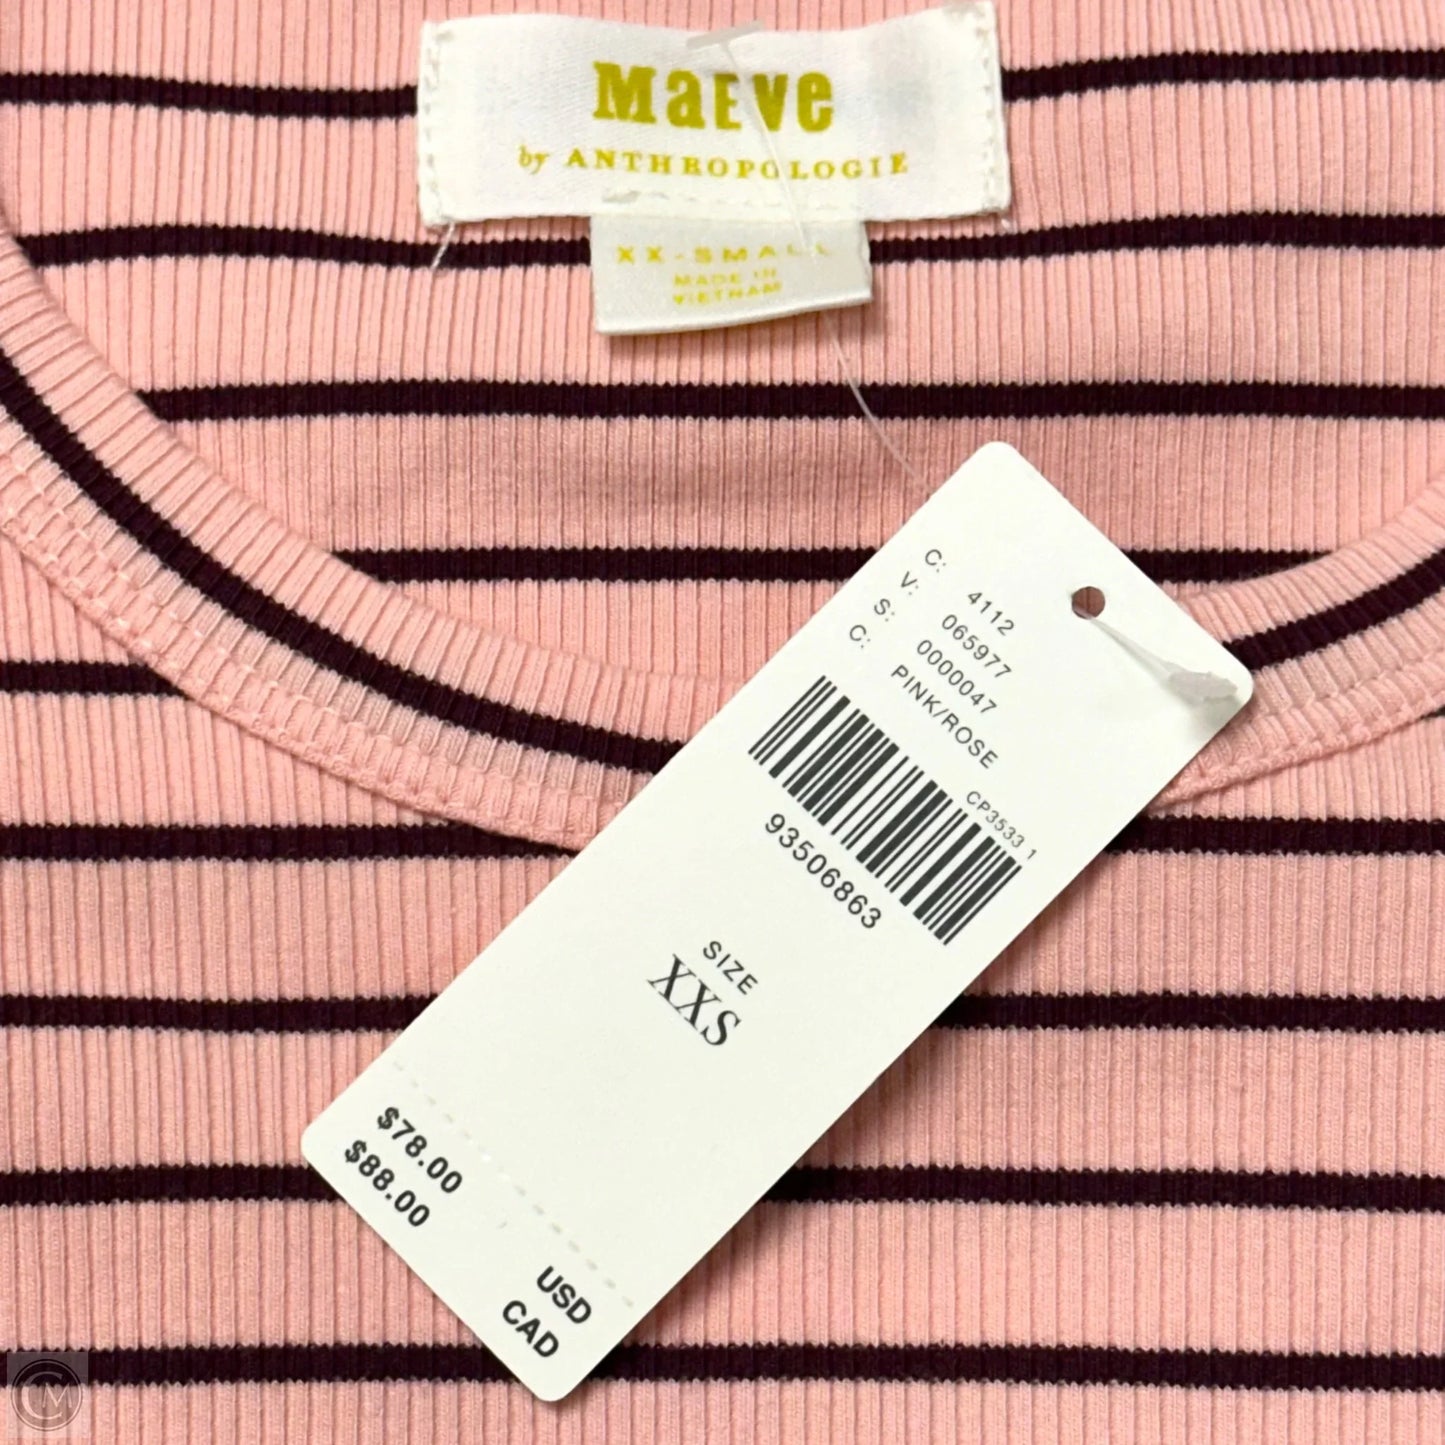 MaEve
by ANTHROPOLOGIE
XX-SMALL
MADE IN
VIETNAM
C: 4112
V: 065977
S: 0000047
C: PINK/ROSE
CP3533 1
93506863
SIZE
XXS
$78.00 USD
$88.00 CAD
CM